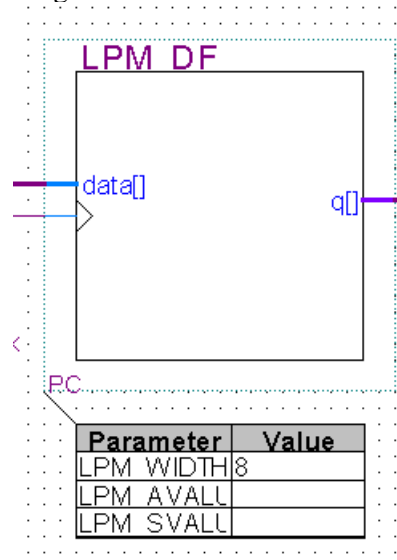 LPM_DF
data[]
q[]
PC
Parameter Value
LPM_WIDTH 8
LPM_AVALU
LPM_SVALU